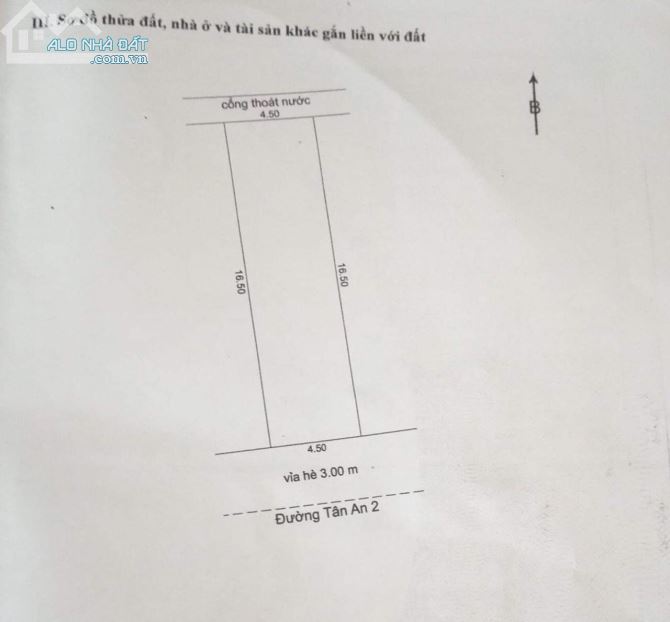 III. Sơ đồ thửa đất, nhà ở và tài sản khác gắn liền với đất
ALO NHÀ ĐẤT
.com.vn
cống thoát nước
4.50
B
16.50
16.50
4.50
vỉa hè 3.00 m
Đường Tân An 2